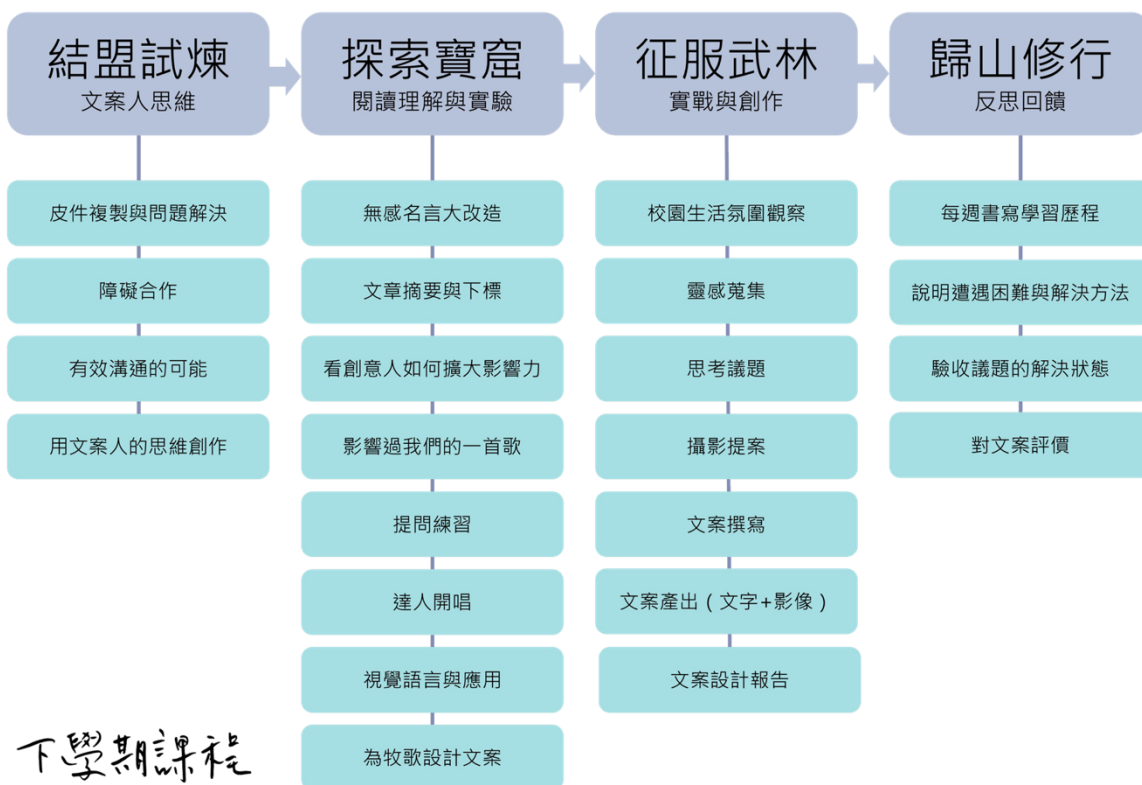 結盟試煉
文案人思維
皮件複製與問題解決
障礙合作
有效溝通的可能
用文案人的思維創作
探索寶窟
閱讀理解與實驗
無感名言大改造
文章摘要與下標
看創意人如何擴大影響力
影響過我們的一首歌
提問練習
達人開唱
視覺語言與應用
為牧歌設計文案
征服武林
實戰與創作
校園生活氛圍觀察
靈感蒐集
思考議題
攝影提案
文案撰寫
文案產出(文字+影像)
文案設計報告
歸山修行
反思回饋
每週書寫學習歷程
說明遭遇困難與解決方法
驗收議題的解決狀態
對文案評價
下學期課程